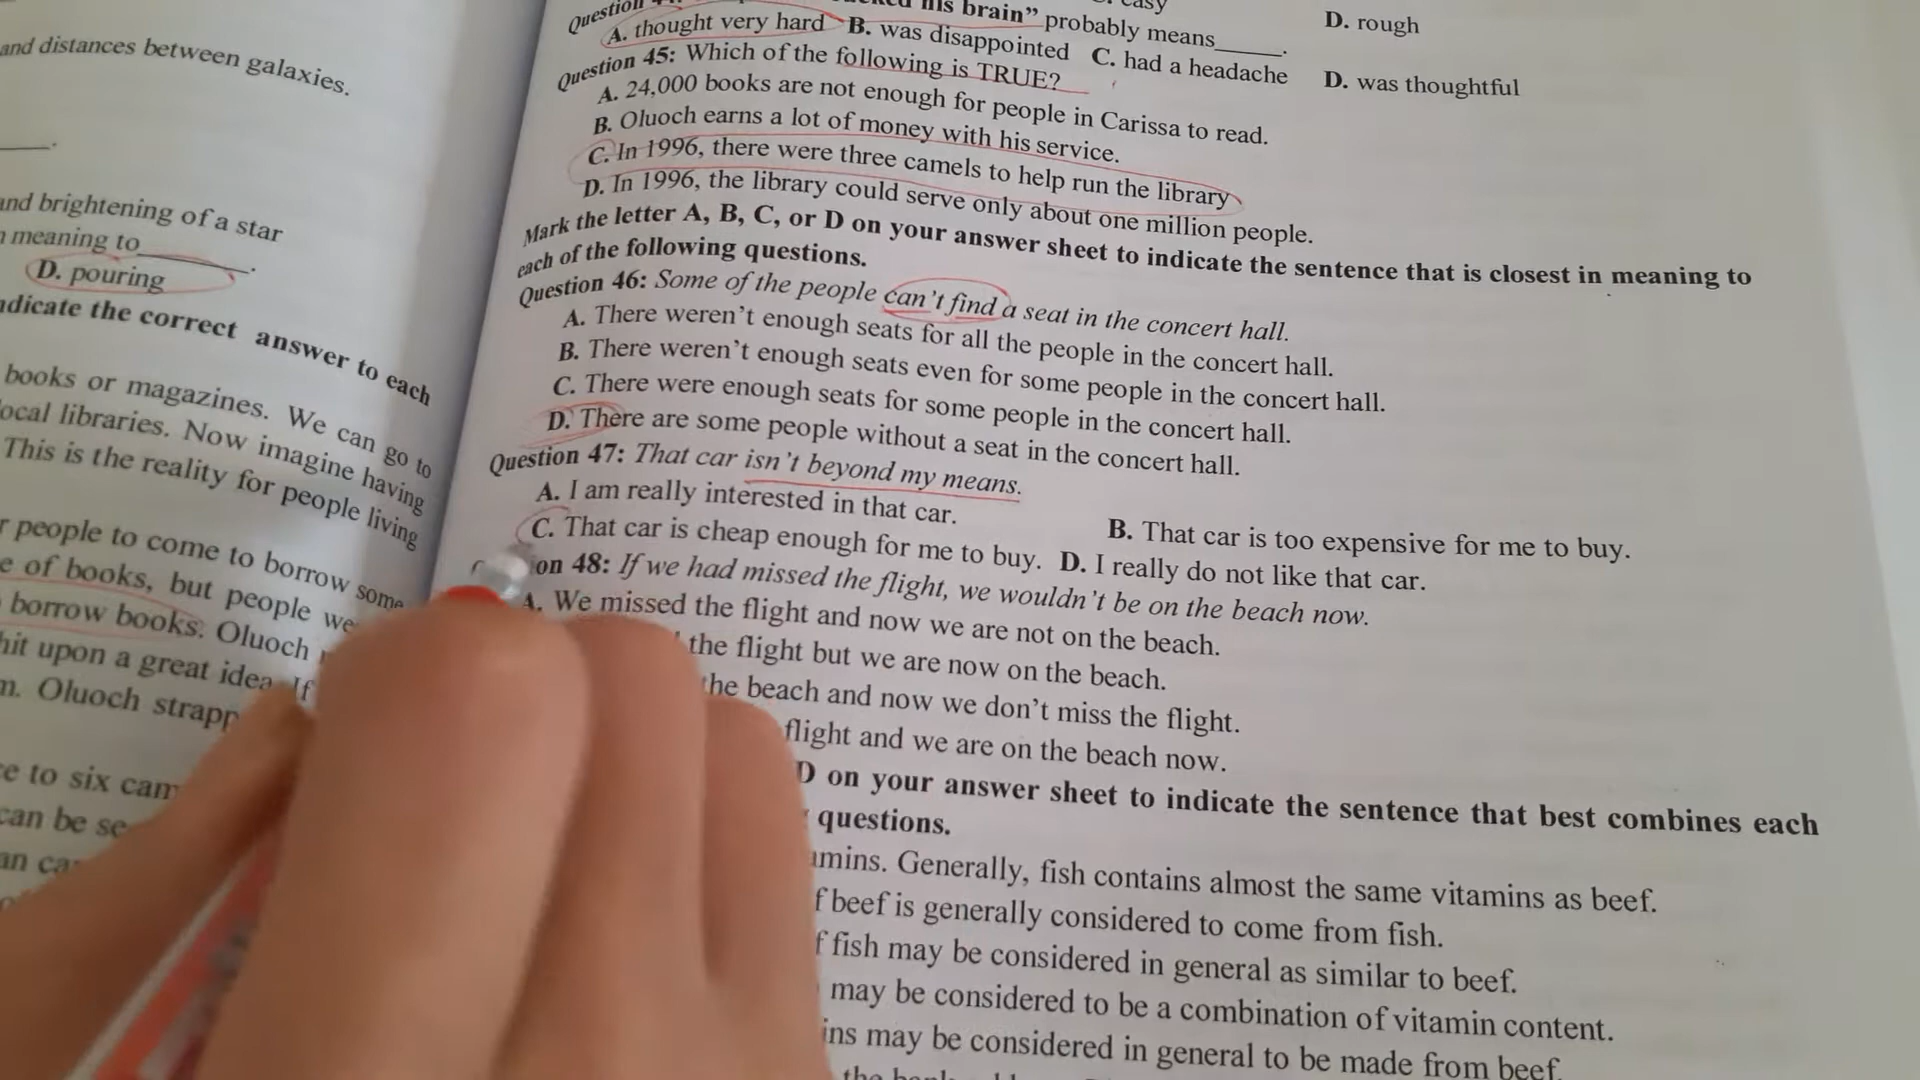 and distances between galaxies.
and brightening of a star
meaning to
D. pouring
indicate the correct answer to each
books or magazines. We can go to
local libraries. Now imagine having
This is the reality for people living
people to come to borrow some
of books, but people we
borrow books. Oluoch
hit upon a great idea. If
Oluoch strapp
to six cam
can be se
easy
D. rough
Question
his brain” probably means______.
A. thought very hard B. was disappointed C. had a headache D. was thoughtful
Question 45: Which of the following is TRUE?
A. 24,000 books are not enough for people in Carissa to read.
B. Oluoch earns a lot of money with his service.
C. In 1996, there were three camels to help run the library
D. In 1996, the library could serve only about one million people.
Mark the letter A, B, C, or D on your answer sheet to indicate the sentence that is closest in meaning to
each of the following questions.
Question 46: Some of the people can’t find a seat in the concert hall.
A. There weren’t enough seats for all the people in the concert hall.
B. There weren’t enough seats even for some people in the concert hall.
C. There were enough seats for some people in the concert hall.
D. There are some people without a seat in the concert hall.
Question 47: That car isn’t beyond my means.
A. I am really interested in that car. B. That car is too expensive for me to buy.
C. That car is cheap enough for me to buy. D. I really do not like that car.
on 48: If we had missed the flight, we wouldn’t be on the beach now.
A. We missed the flight and now we are not on the beach.
the flight but we are now on the beach.
the beach and now we don’t miss the flight.
flight and we are on the beach now.
D on your answer sheet to indicate the sentence that best combines each
questions.
amins. Generally, fish contains almost the same vitamins as beef.
f beef is generally considered to come from fish.
f fish may be considered in general as similar to beef.
may be considered to be a combination of vitamin content.
ins may be considered in general to be made from beef.